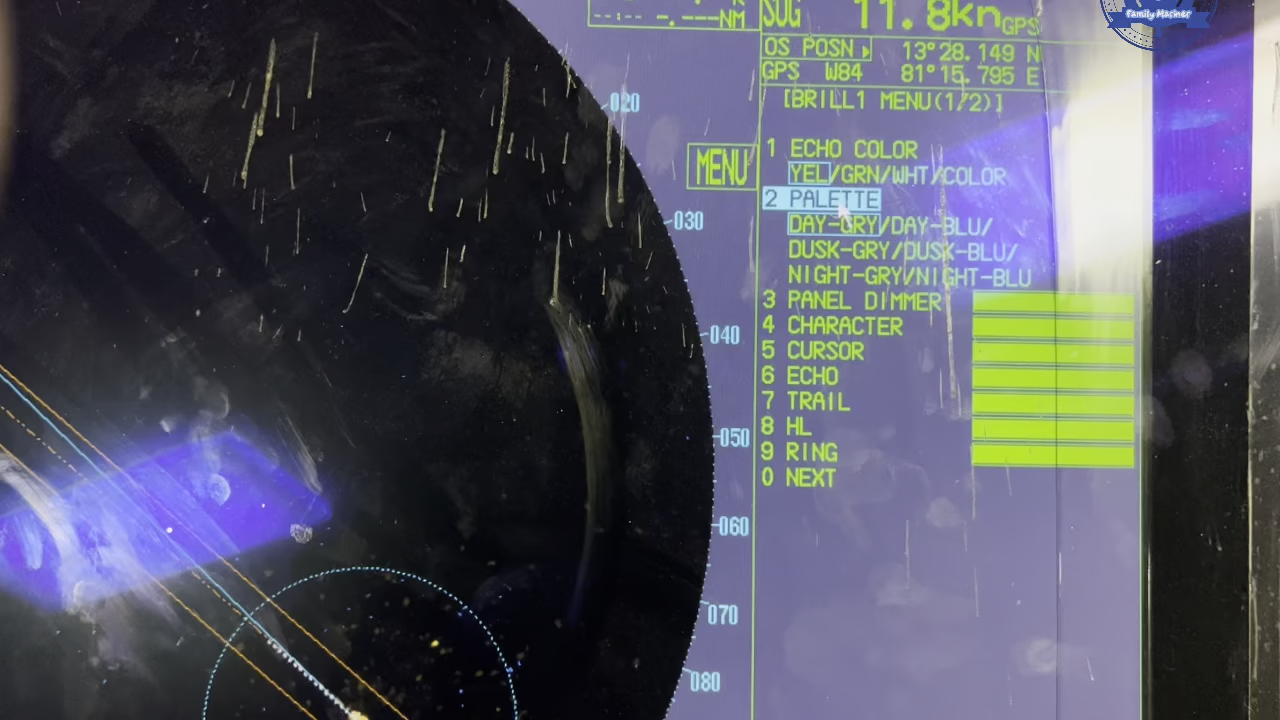 --:-- -.---NM
SOG 11.8kn GPS
OS POSN 13°28.149 N
GPS W84 81°15.795 E
[BRILL1 MENU(1/2)]
MENU
1 ECHO COLOR
YEL/GRN/WHT/COLOR
2 PALETTE
DAY-GRY/DAY-BLU/
DUSK-GRY/DUSK-BLU/
NIGHT-GRY/NIGHT-BLU
3 PANEL DIMMER
4 CHARACTER
5 CURSOR
6 ECHO
7 TRAIL
8 HL
9 RING
0 NEXT
020
030
040
050
060
070
080
Family Mariner